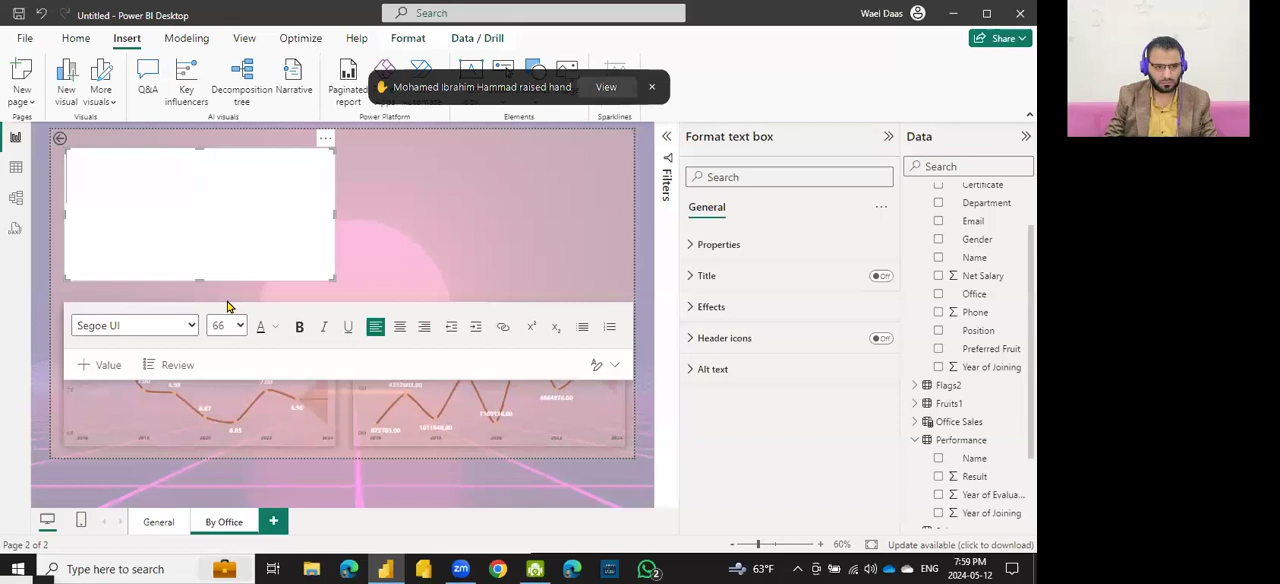 Untitled - Power BI Desktop
Search
Wael Daas
File
Home
Insert
Modeling
View
Optimize
Help
Format
Data / Drill
Share
New page
New visual
More visuals
Q&A
Key influencers
Decomposition tree
Narrative
Paginated report
Mohamed Ibrahim Hammad raised hand
View
Pages
Visuals
AI visuals
Power Platform
Elements
Sparklines
Filters
Format text box
Search
General
Properties
Title
Off
Effects
Header icons
Off
Alt text
Data
Search
Certificate
Department
Email
Gender
Name
Net Salary
Office
Phone
Position
Preferred Fruit
Year of Joining
Flags2
Fruits1
Office Sales
Performance
Name
Result
Year of Evalua...
Year of Joining
Segoe UI
66
Value
Review
General
By Office
Page 2 of 2
60%
Update available (click to download)
Type here to search
63°F
ENG
7:59 PM
2024-05-12